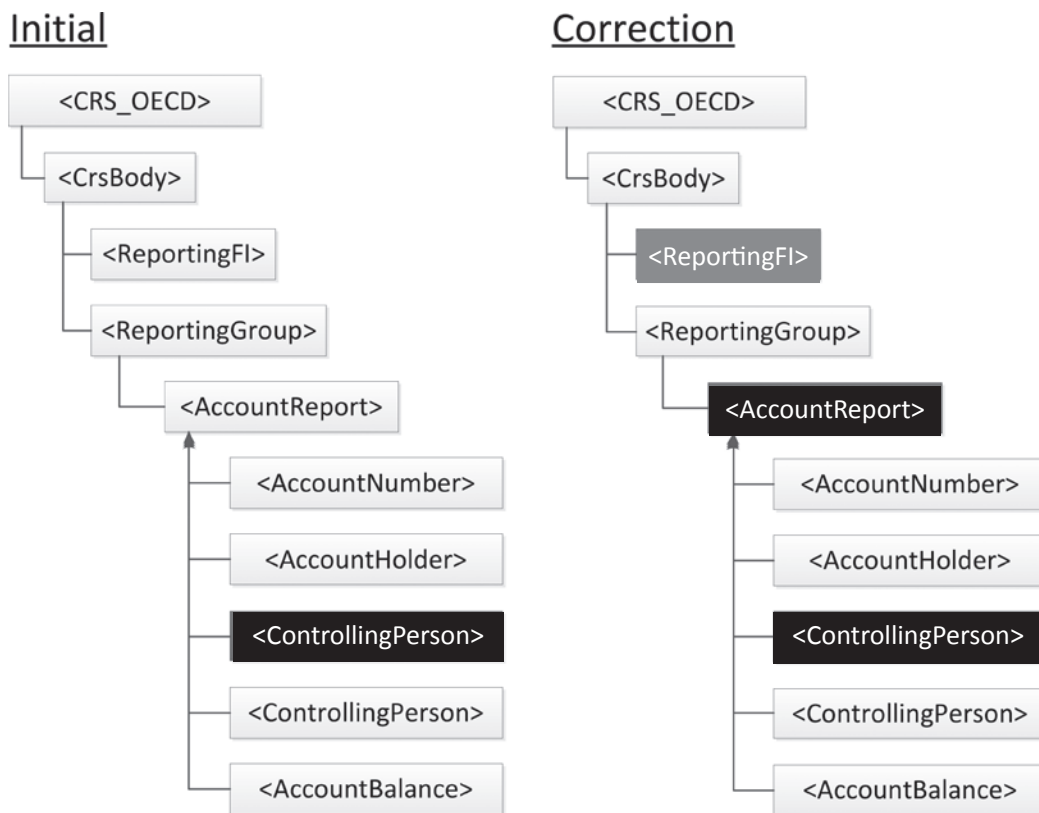 Initial
<CRS_OECD>
<CrsBody>
<ReportingFI>
<ReportingGroup>
<AccountReport>
<AccountNumber>
<AccountHolder>
<ControllingPerson>
<ControllingPerson>
<AccountBalance>
Correction
<CRS_OECD>
<CrsBody>
<ReportingFI>
<ReportingGroup>
<AccountReport>
<AccountNumber>
<AccountHolder>
<ControllingPerson>
<ControllingPerson>
<AccountBalance>